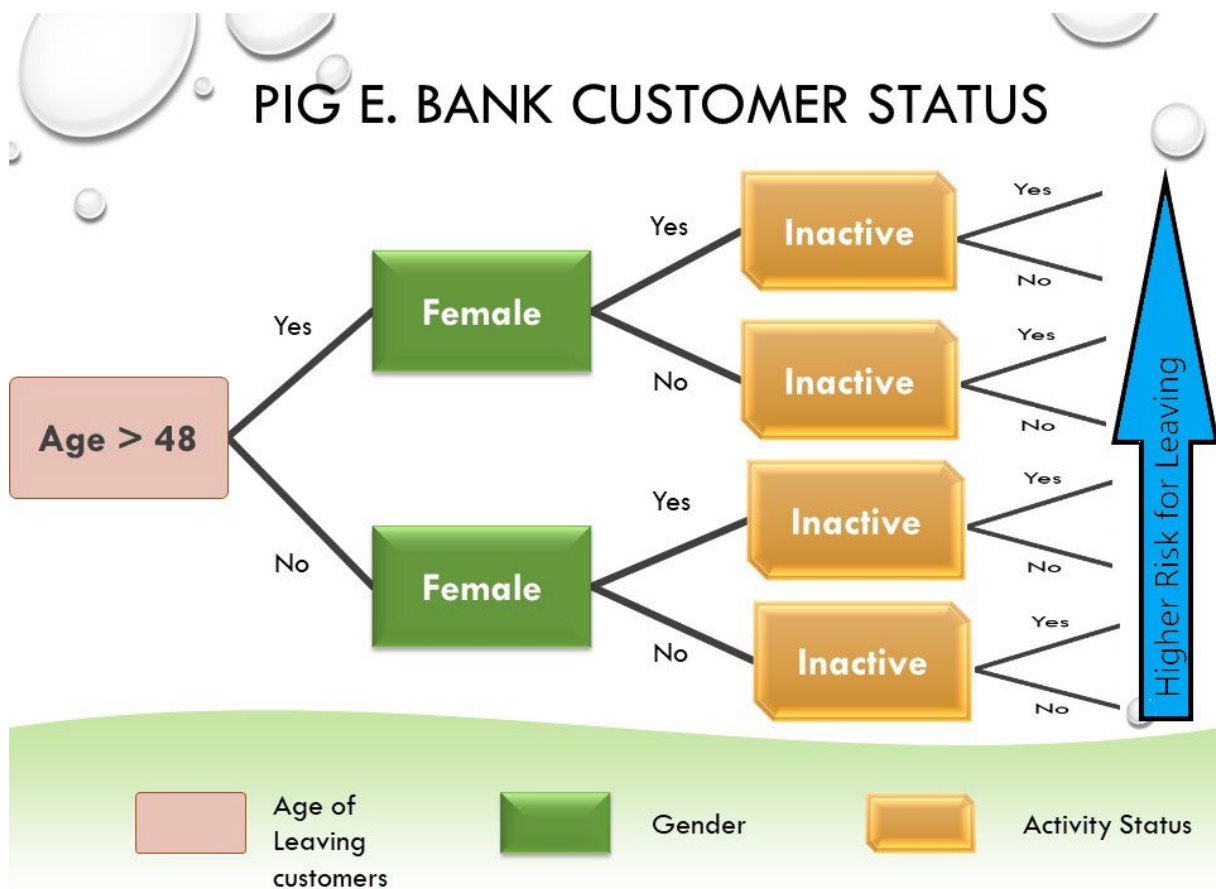 PIG E. BANK CUSTOMER STATUS
Age > 48
Yes
No
Female
Female
Yes
No
Yes
No
Inactive
Inactive
Inactive
Inactive
Yes
No
Yes
No
Yes
No
Yes
No
Higher Risk for Leaving
Age of
Leaving
customers
Gender
Activity Status